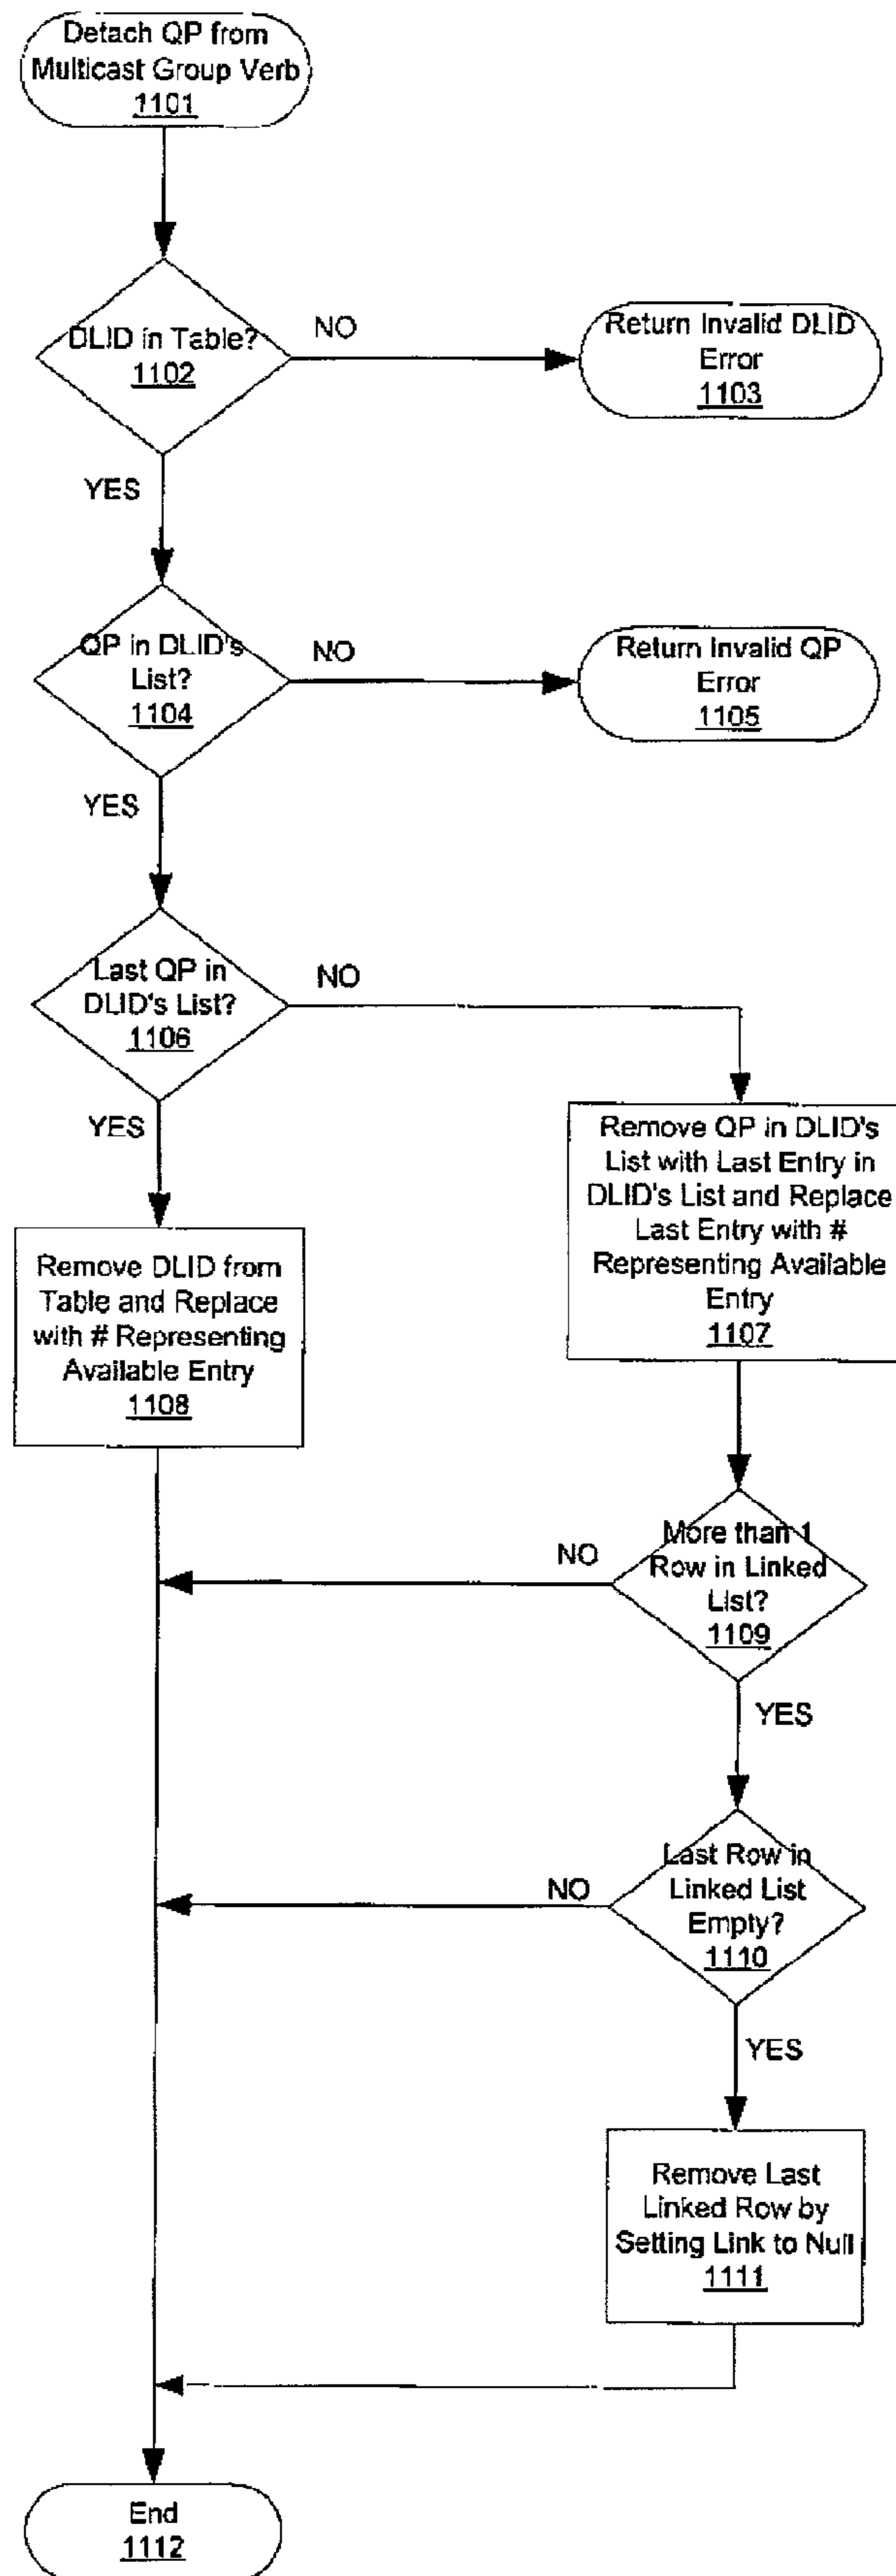 Detach QP from
Multicast Group Verb
1101
DLID in Table?
1102
NO
Return Invalid DLID
Error
1103
YES
QP in DLID's
List?
1104
NO
Return Invalid QP
Error
1105
YES
Last QP in
DLID's List?
1106
NO
YES
Remove QP in DLID's
List with Last Entry in
DLID's List and Replace
Last Entry with #
Representing Available
Entry
1107
Remove DLID from
Table and Replace
with # Representing
Available Entry
1108
More than 1
Row in Linked
List?
1109
NO
YES
Last Row in
Linked List
Empty?
1110
NO
YES
Remove Last
Linked Row by
Setting Link to Null
1111
End
1112